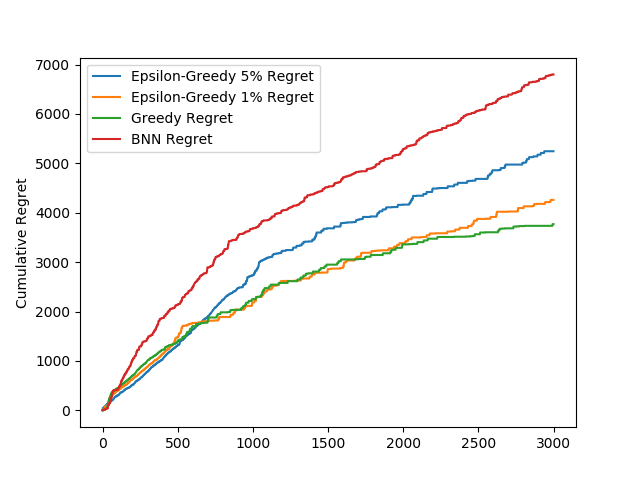 7000
6000
5000
4000
3000
2000
1000
0
Cumulative Regret
Epsilon-Greedy 5% Regret
Epsilon-Greedy 1% Regret
Greedy Regret
BNN Regret
0 500 1000 1500 2000 2500 3000